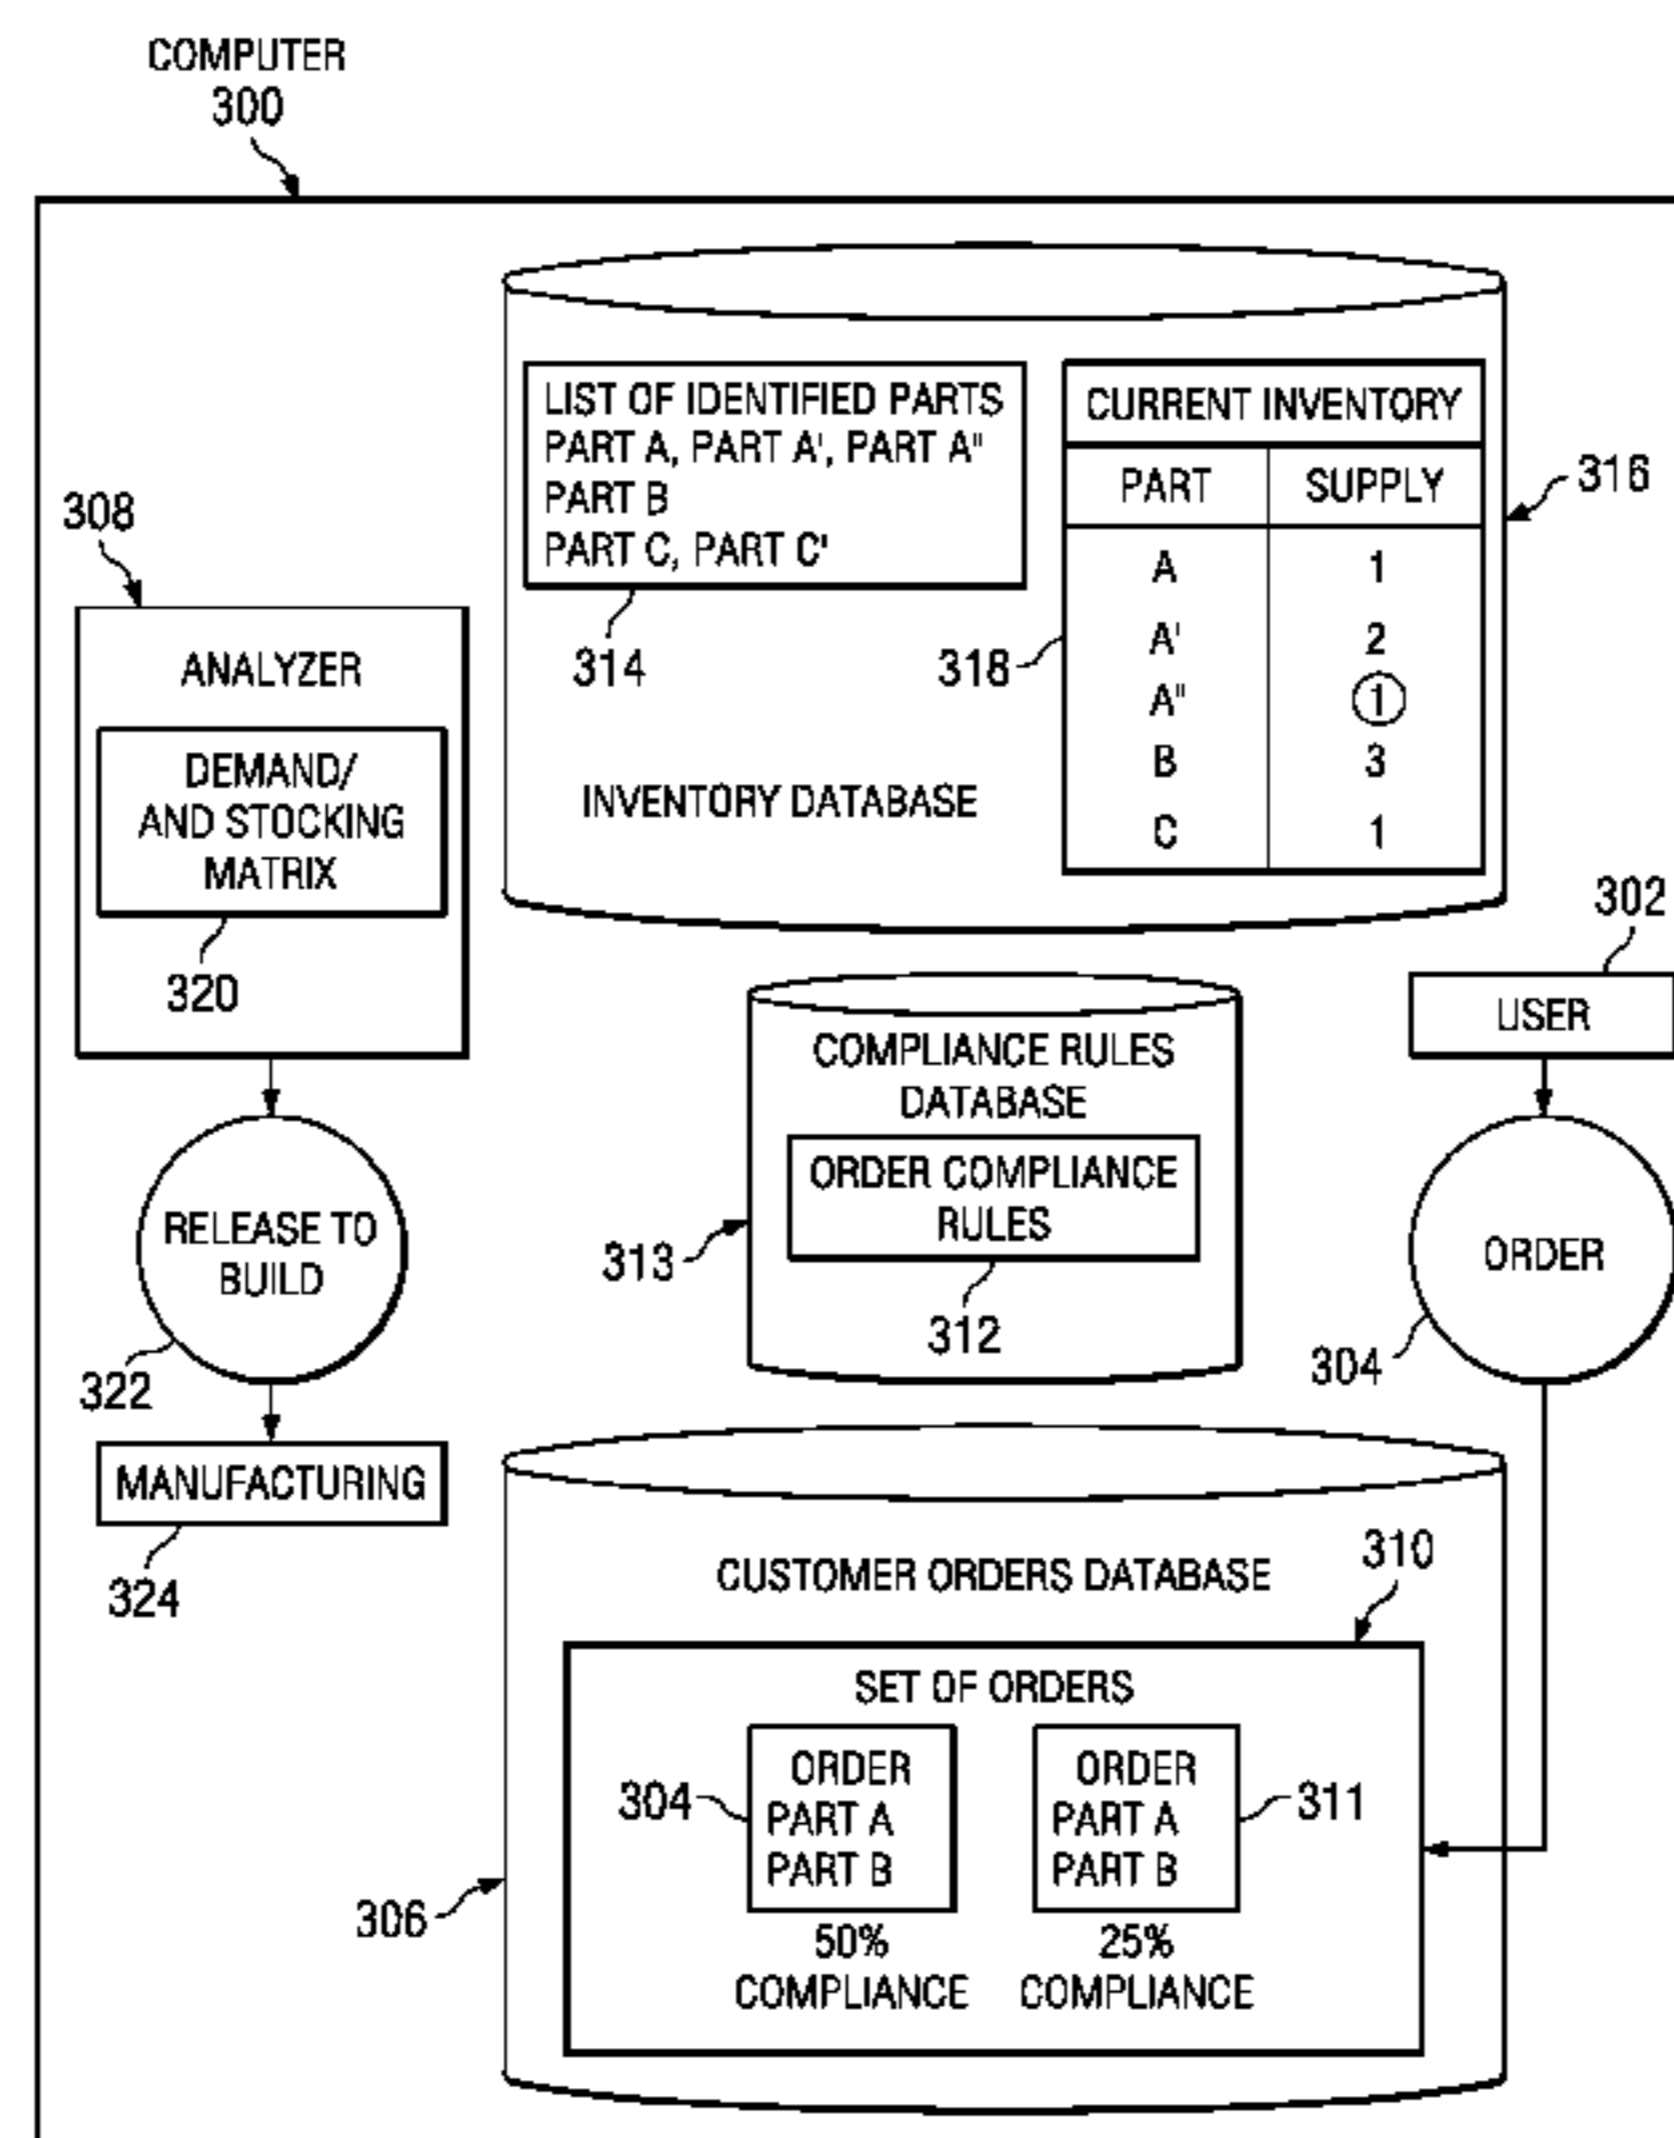 COMPUTER
300
LIST OF IDENTIFIED PARTS
PART A, PART A', PART A"
PART B
PART C, PART C'
314
CURRENT INVENTORY
PART SUPPLY
A 1
A' 2
A" 1
B 3
C 1
318
316
INVENTORY DATABASE
308
ANALYZER
DEMAND/
AND STOCKING
MATRIX
320
RELEASE TO
BUILD
322
MANUFACTURING
324
COMPLIANCE RULES
DATABASE
ORDER COMPLIANCE
RULES
313
312
302
USER
ORDER
304
CUSTOMER ORDERS DATABASE
310
SET OF ORDERS
304
ORDER
PART A
PART B
50%
COMPLIANCE
ORDER
PART A
PART B
311
25%
COMPLIANCE
306